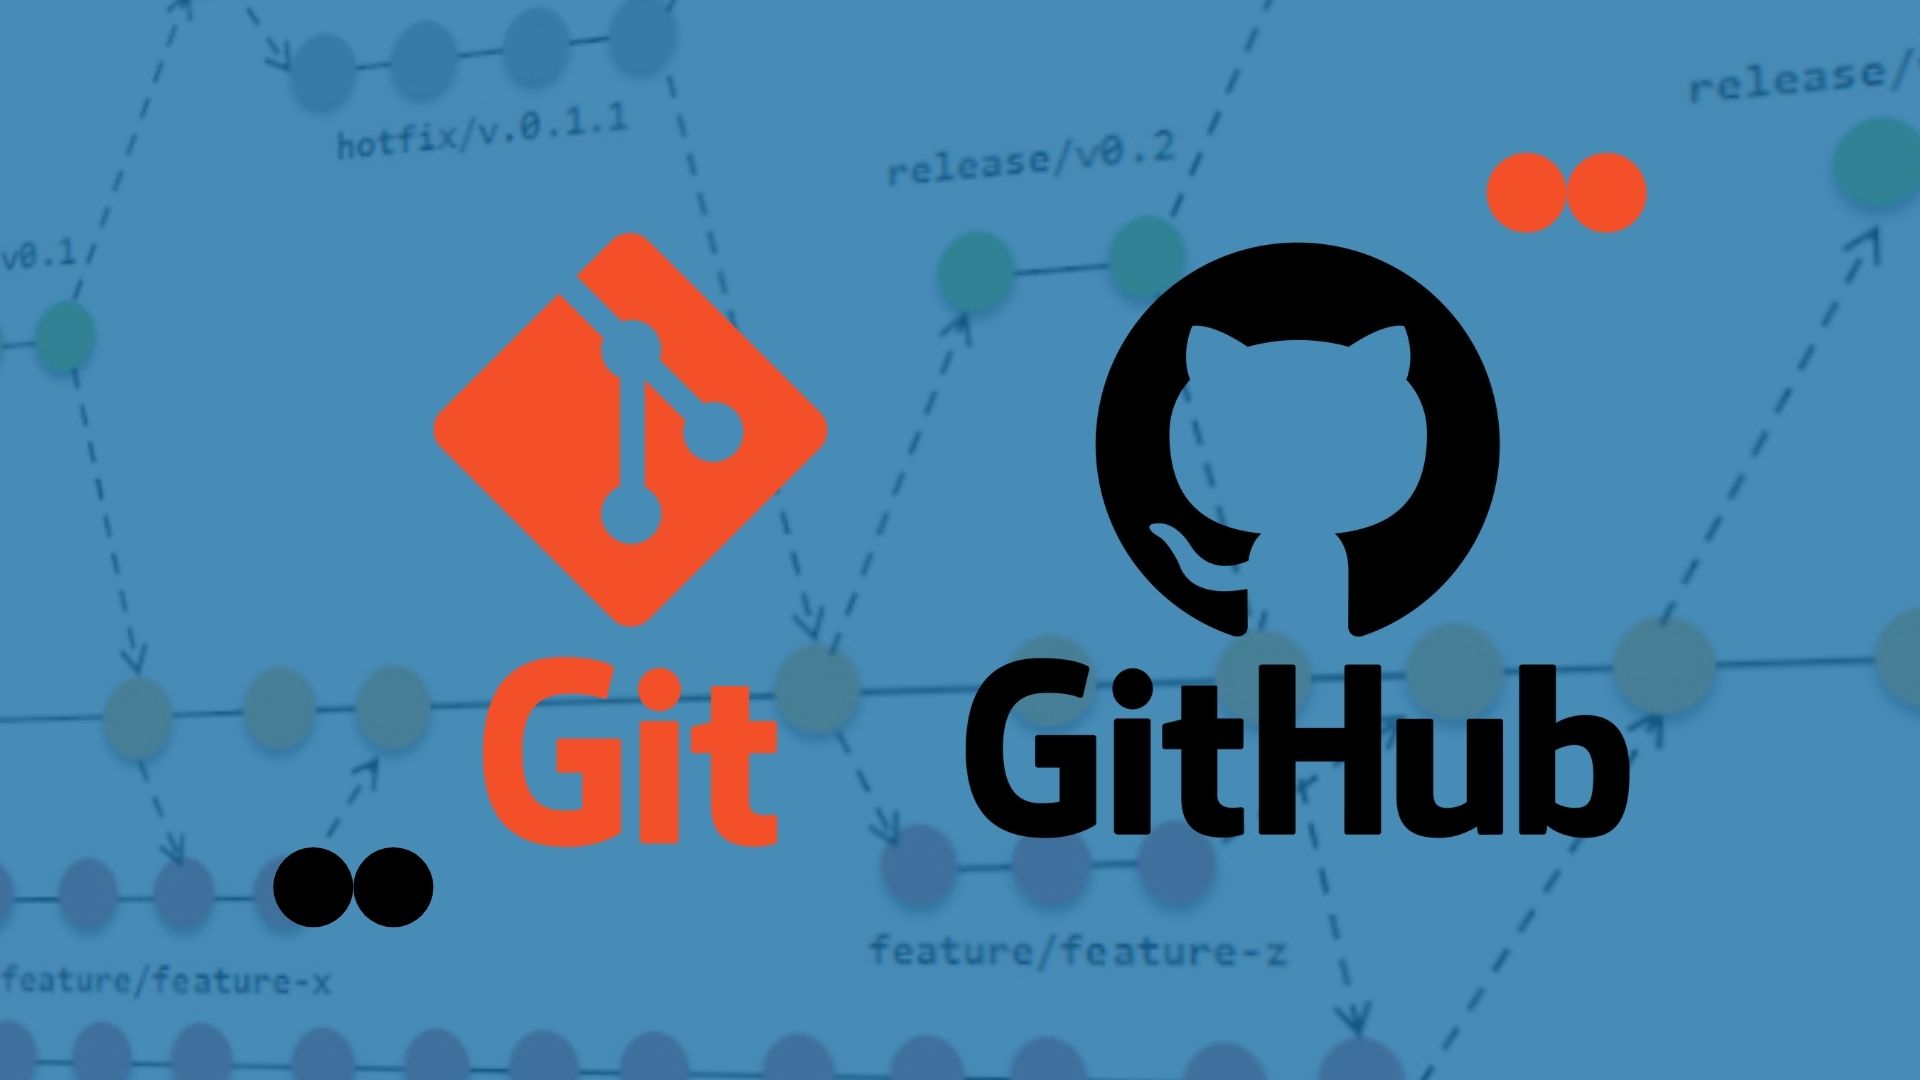 hotfix/v.0.1.1
release/v0.2
release/
v0.1
Git
GitHub
feature/feature-z
feature/feature-x